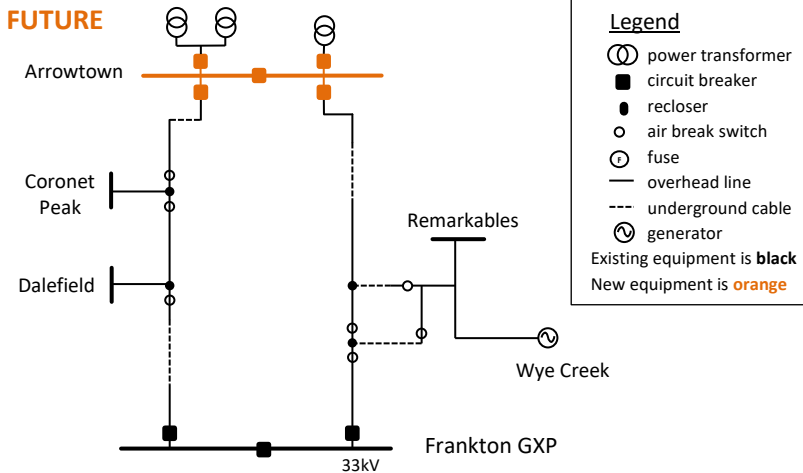 FUTURE
Arrowtown
Coronet
Peak
Dalefield
Remarkables
Wye Creek
Frankton GXP
33kV
Legend
power transformer
circuit breaker
recloser
air break switch
F
fuse
overhead line
underground cable
generator
Existing equipment is black
New equipment is orange